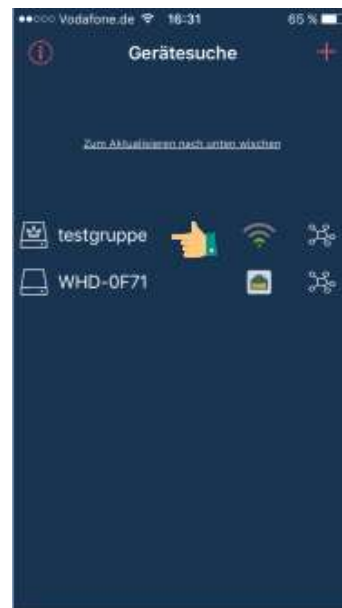 Vodafone.de 16:31 65 %
Gerätesuche
Zum Aktualisieren nach unten wischen
testgruppe
WHD-0F71